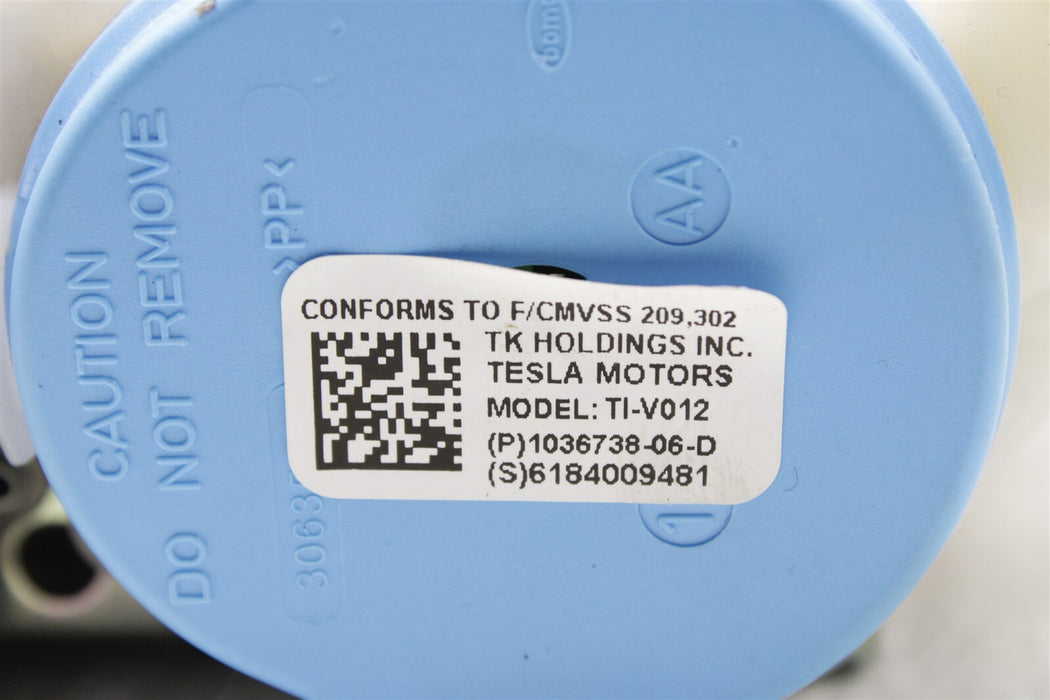 CAUTION
DO NOT REMOVE
>PP<
AA
CONFORMS TO F/CMVSS 209,302
TK HOLDINGS INC.
TESLA MOTORS
MODEL: TI-V012
(P)1036738-06-D
(S)6184009481